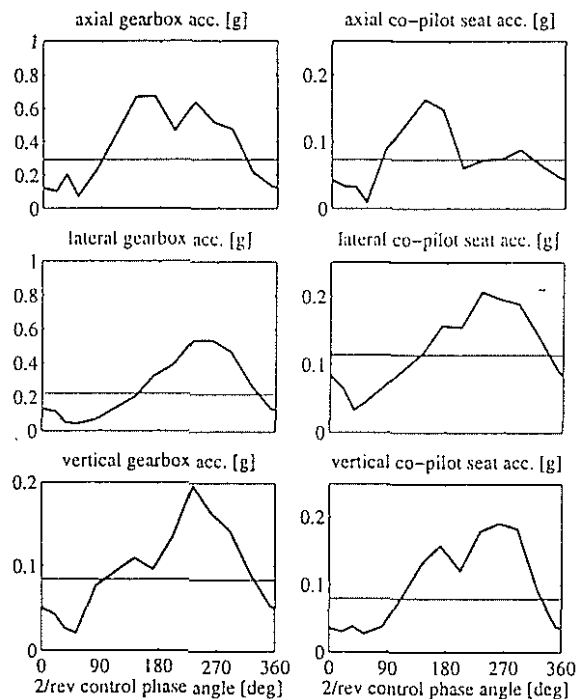 axial gearbox acc. [g]
axial co-pilot seat acc. [g]
1
0.8
0.6
0.4
0.2
0
0.2
0.1
0
lateral gearbox acc. [g]
lateral co-pilot seat acc. [g]
1
0.8
0.6
0.4
0.2
0
0.2
0.1
0
vertical gearbox acc. [g]
vertical co-pilot seat acc. [g]
0.2
0.1
0
0.2
0.1
0
0 90 180 270 360
0 90 180 270 360
2/rev control phase angle [deg]
2/rev control phase angle [deg]